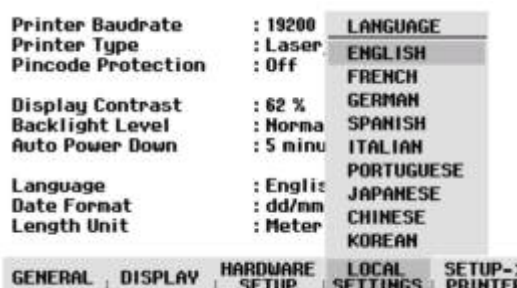 Printer Baudrate : 19200
Printer Type : Laser
Pincode Protection : Off
Display Contrast : 62 %
Backlight Level : Norma
Auto Power Down : 5 minu
Language : Englis
Date Format : dd/mm
Length Unit : Meter
LANGUAGE
ENGLISH
FRENCH
GERMAN
SPANISH
ITALIAN
PORTUGUESE
JAPANESE
CHINESE
KOREAN
GENERAL DISPLAY HARDWARE SETUP LOCAL SETTINGS SETUP- PRINTER